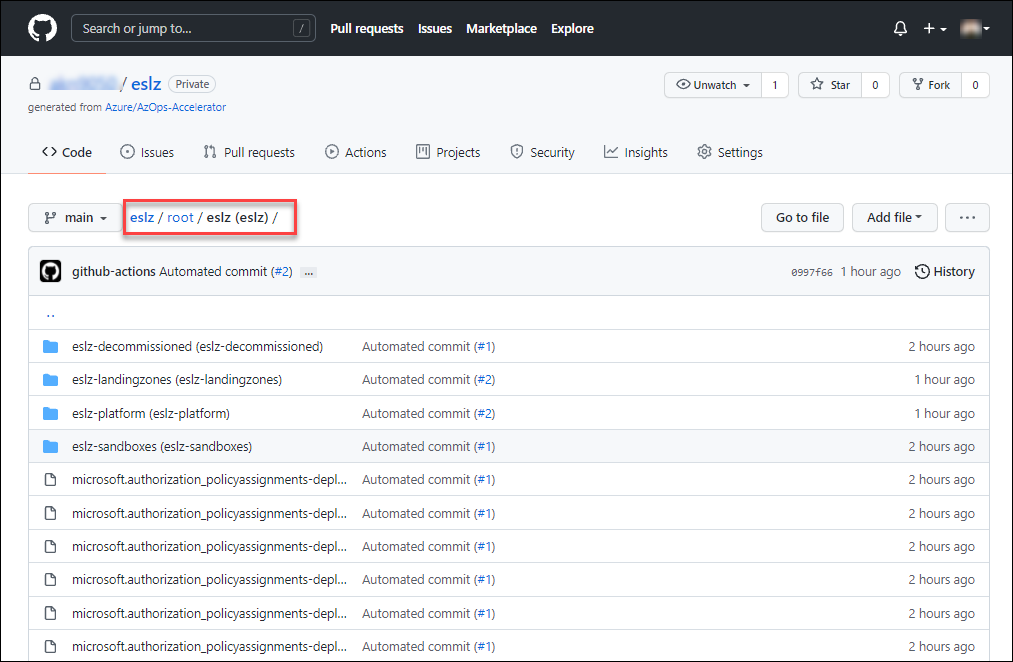 Search or jump to... / Pull requests Issues Marketplace Explore
/ eslz Private Unwatch 1 Star 0 Fork 0
generated from Azure/AzOps-Accelerator
Code Issues Pull requests Actions Projects Security Insights Settings
main eslz / root / eslz (eslz) / Go to file Add file ...
github-actions Automated commit (#2) ... 0997f66 1 hour ago History
..
eslz-decommissioned (eslz-decommissioned) Automated commit (#1) 2 hours ago
eslz-landingzones (eslz-landingzones) Automated commit (#2) 1 hour ago
eslz-platform (eslz-platform) Automated commit (#2) 1 hour ago
eslz-sandboxes (eslz-sandboxes) Automated commit (#1) 2 hours ago
microsoft.authorization_policyassignments-depl... Automated commit (#1) 2 hours ago
microsoft.authorization_policyassignments-depl... Automated commit (#1) 2 hours ago
microsoft.authorization_policyassignments-depl... Automated commit (#1) 2 hours ago
microsoft.authorization_policyassignments-depl... Automated commit (#1) 2 hours ago
microsoft.authorization_policyassignments-depl... Automated commit (#1) 2 hours ago
microsoft.authorization_policyassignments-depl... Automated commit (#1) 2 hours ago